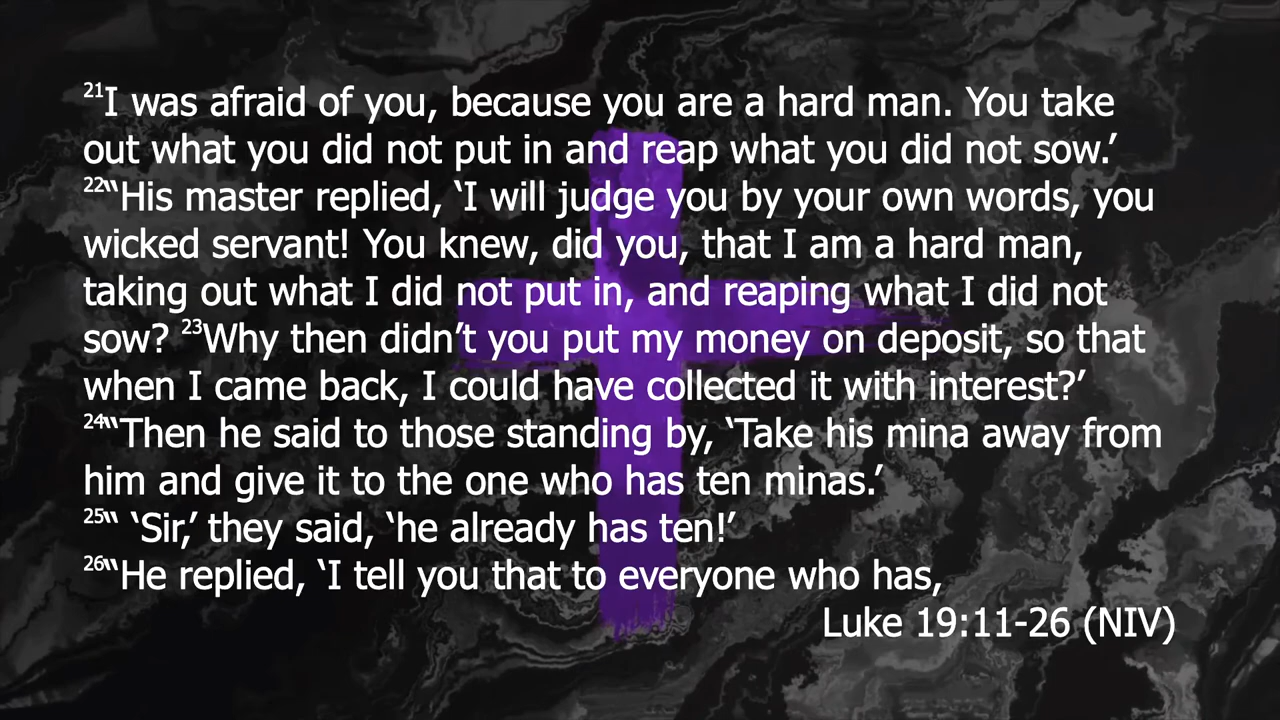 ²¹I was afraid of you, because you are a hard man. You take
out what you did not put in and reap what you did not sow.’
²²“His master replied, ‘I will judge you by your own words, you
wicked servant! You knew, did you, that I am a hard man,
taking out what I did not put in, and reaping what I did not
sow? ²³Why then didn’t you put my money on deposit, so that
when I came back, I could have collected it with interest?’
²⁴“Then he said to those standing by, ‘Take his mina away from
him and give it to the one who has ten minas.’
²⁵“ ‘Sir,’ they said, ‘he already has ten!’
²⁶“He replied, ‘I tell you that to everyone who has,
Luke 19:11-26 (NIV)